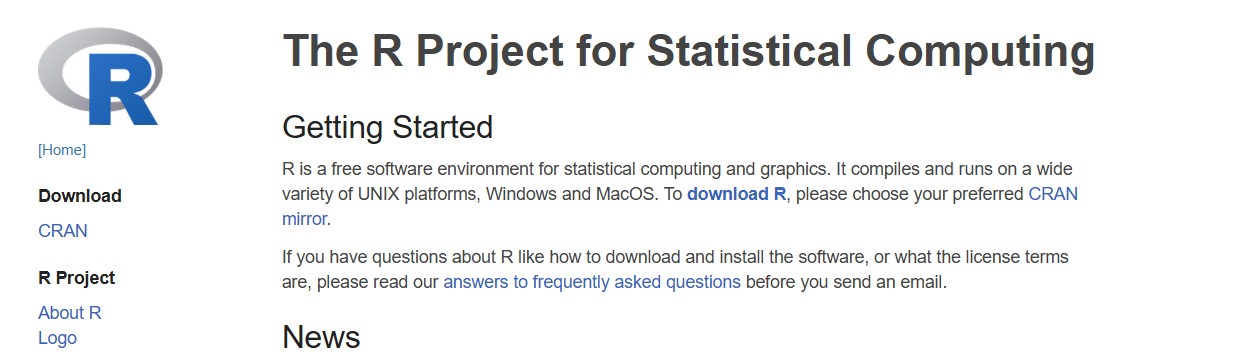 R
[Home]
Download
CRAN
R Project
About R
Logo
The R Project for Statistical Computing
Getting Started
R is a free software environment for statistical computing and graphics. It compiles and runs on a wide
variety of UNIX platforms, Windows and MacOS. To download R, please choose your preferred CRAN
mirror.
If you have questions about R like how to download and install the software, or what the license terms
are, please read our answers to frequently asked questions before you send an email.
News